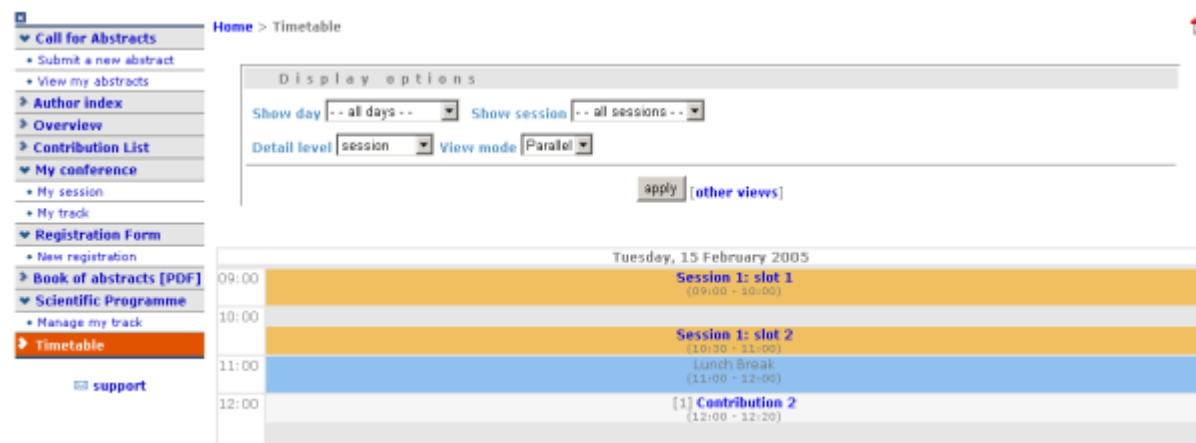 Home > Timetable
Call for Abstracts
Submit a new abstract
View my abstracts
Author index
Overview
Contribution List
My conference
My session
My track
Registration Form
New registration
Book of abstracts [PDF]
Scientific Programme
Manage my track
Timetable
support
Display options
Show day -- all days -- Show session -- all sessions --
Detail level session View mode Parallel
apply [other views]
Tuesday, 15 February 2005
09:00 Session 1: slot 1
(09:00 - 10:00)
10:00
Session 1: slot 2
(10:30 - 11:00)
11:00 Lunch Break
(11:00 - 12:00)
12:00 [1] Contribution 2
(12:00 - 12:20)